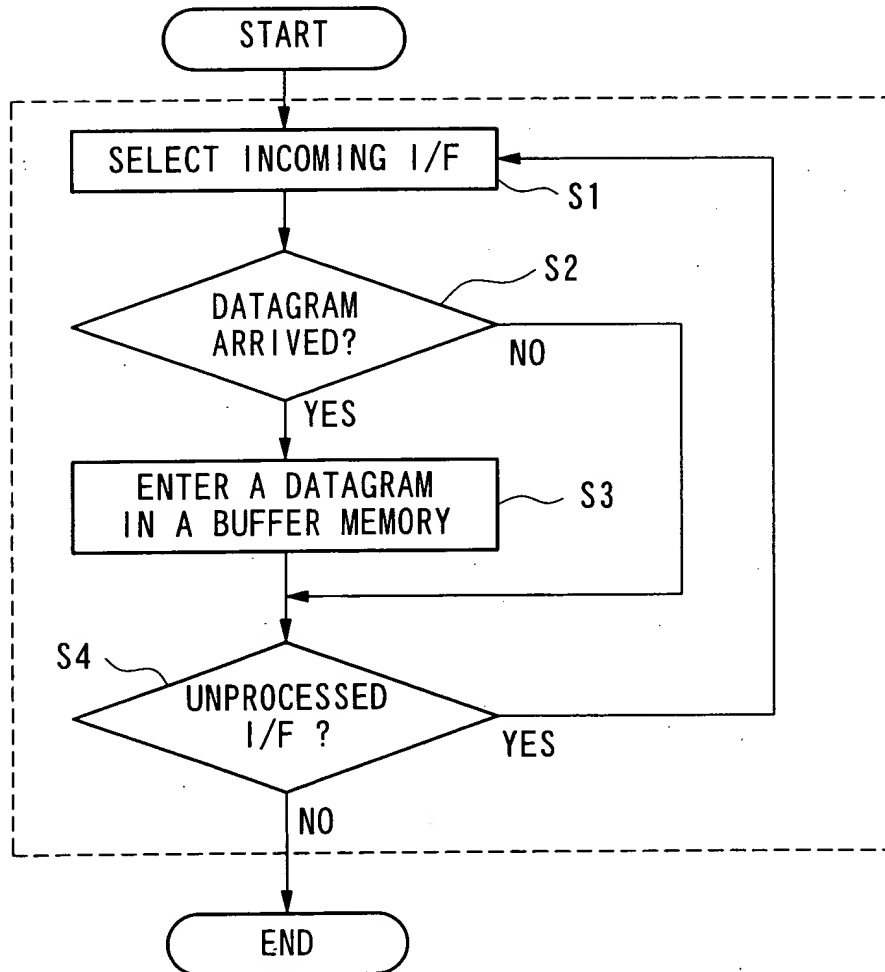 START
SELECT INCOMING I/F
S1
S2
DATAGRAM
ARRIVED?
NO
YES
ENTER A DATAGRAM
IN A BUFFER MEMORY
S3
S4
UNPROCESSED
I/F ?
YES
NO
END